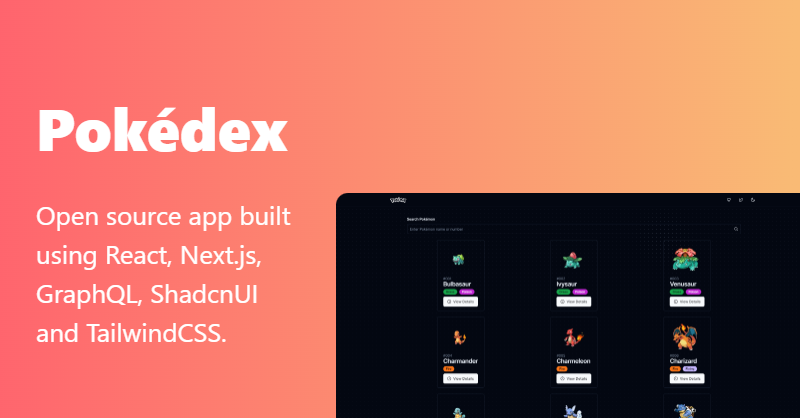 Pokédex
Open source app built
using React, Next.js,
GraphQL, ShadcnUI
and TailwindCSS.
Search Pokémon
Enter Pokémon name or number
Bulbasaur
View Details
Ivysaur
View Details
Venusaur
View Details
Charmander
View Details
Charmeleon
View Details
Charizard
View Details